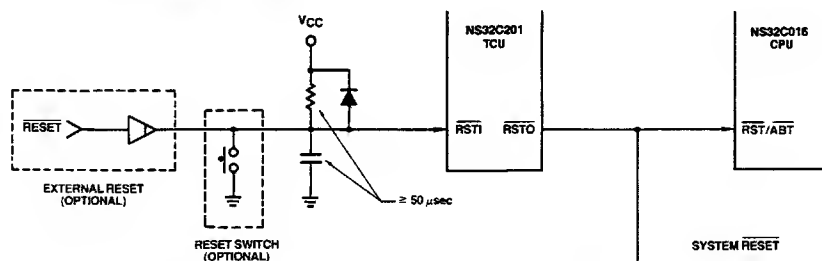 VCC
NS32C201
TCU
NS32C016
CPU
RESET
RSTI
RSTO
RST/ABT
EXTERNAL RESET
(OPTIONAL)
≥ 50 μsec
RESET SWITCH
(OPTIONAL)
SYSTEM RESET